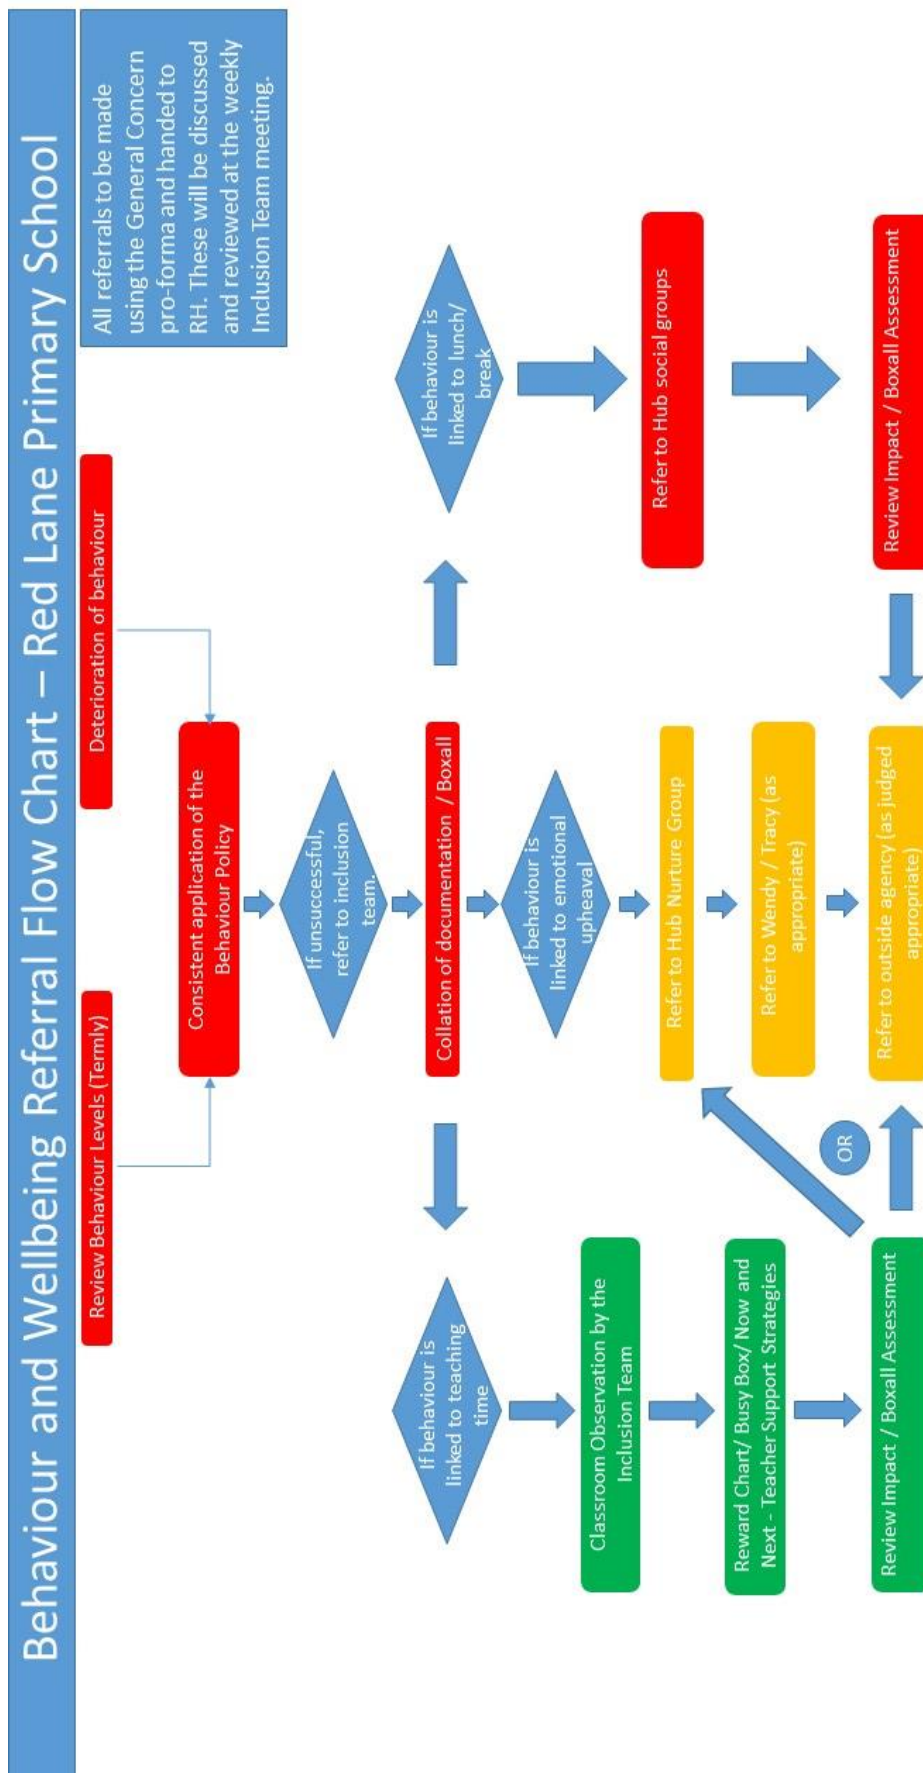 Behaviour and Wellbeing Referral Flow Chart – Red Lane Primary School
All referrals to be made
using the General Concern
pro-forma and handed to
RH. These will be discussed
and reviewed at the weekly
Inclusion Team meeting.
Review Behaviour Levels (Termly)
Deterioration of behaviour
Consistent application of the
Behaviour Policy
If unsuccessful,
refer to inclusion
team.
Collation of documentation / Boxall
If behaviour is
linked to teaching
time
If behaviour is
linked to emotional
upheaval
If behaviour is
linked to lunch/
break
Classroom Observation by the
Inclusion Team
Refer to Hub Nurture Group
Refer to Hub social groups
Reward Chart/ Busy Box/ Now and
Next - Teacher Support Strategies
Refer to Wendy / Tracy (as
appropriate)
OR
Review Impact / Boxall Assessment
Refer to outside agency (as judged
appropriate)
Review Impact / Boxall Assessment